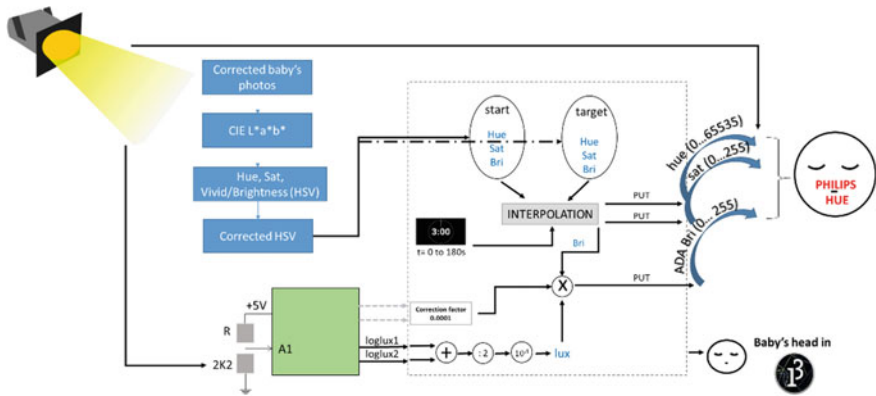 Corrected baby's
photos
CIE L*a*b*
Hue, Sat,
Vivid/Brightness (HSV)
Corrected HSV
start
Hue
Sat
Bri
target
Hue
Sat
Bri
INTERPOLATION
3:00
t= 0 to 180s
Bri
PUT
PUT
PUT
X
hue (0...65535)
sat (0...255)
ADA Bri (0... 255)
PHILIPS
HUE
+5V
R
A1
2K2
Correction factor
0.0001
loglux1
loglux2
+
: 2
lux
Baby's head in
i3